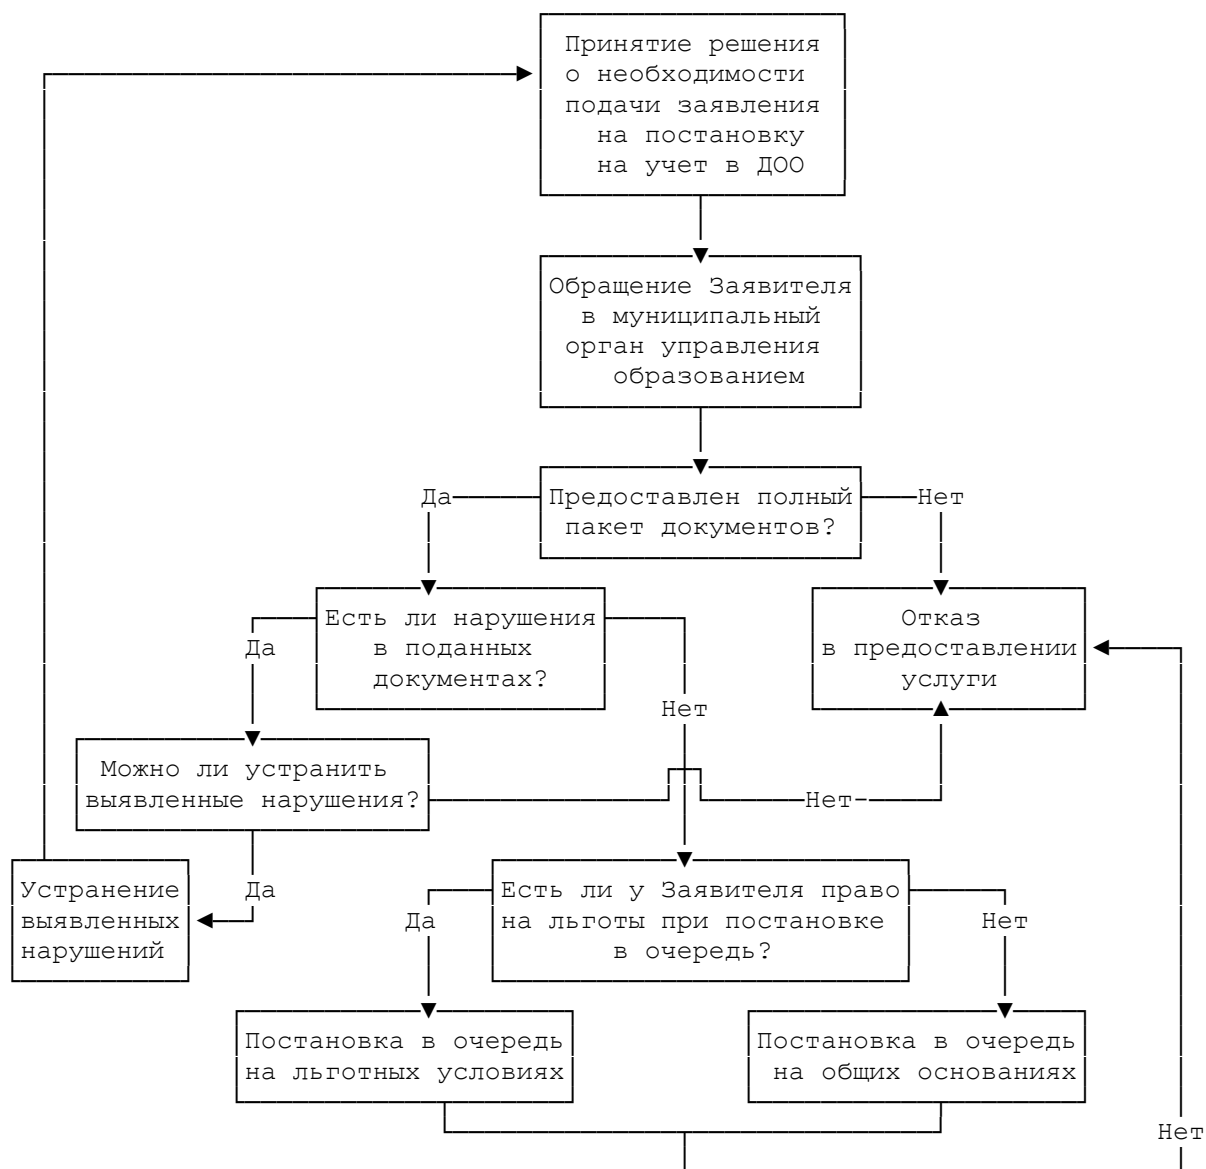 Принятие решения
о необходимости
подачи заявления
на постановку
на учет в ДОО
Обращение Заявителя
в муниципальный
орган управления
образованием
Да
Предоставлен полный
пакет документов?
Нет
Есть ли нарушения
в поданных
документах?
Да
Нет
Отказ
в предоставлении
услуги
Можно ли устранить
выявленные нарушения?
Нет
Да
Устранение
выявленных
нарушений
Есть ли у Заявителя право
на льготы при постановке
в очередь?
Да
Нет
Постановка в очередь
на льготных условиях
Постановка в очередь
на общих основаниях
Нет